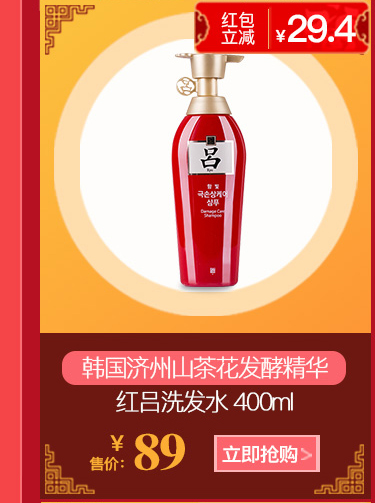 红包
立减
¥29.4
呂
Ryo
함빛
극손상케어
샴푸
Damage Care
Shampoo
韩国济州山茶花发酵精华
红吕洗发水 400ml
¥
售价: 89
立即抢购>